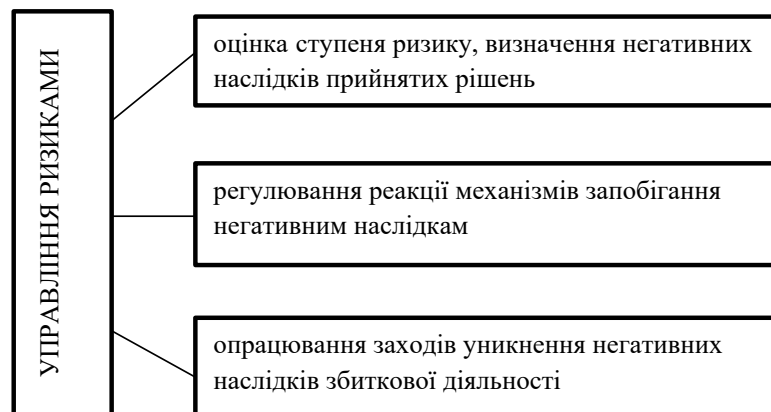 УПРАВЛІННЯ РИЗИКАМИ
оцінка ступеня ризику, визначення негативних
наслідків прийнятих рішень
регулювання реакції механізмів запобігання
негативним наслідкам
опрацювання заходів уникнення негативних
наслідків збиткової діяльності